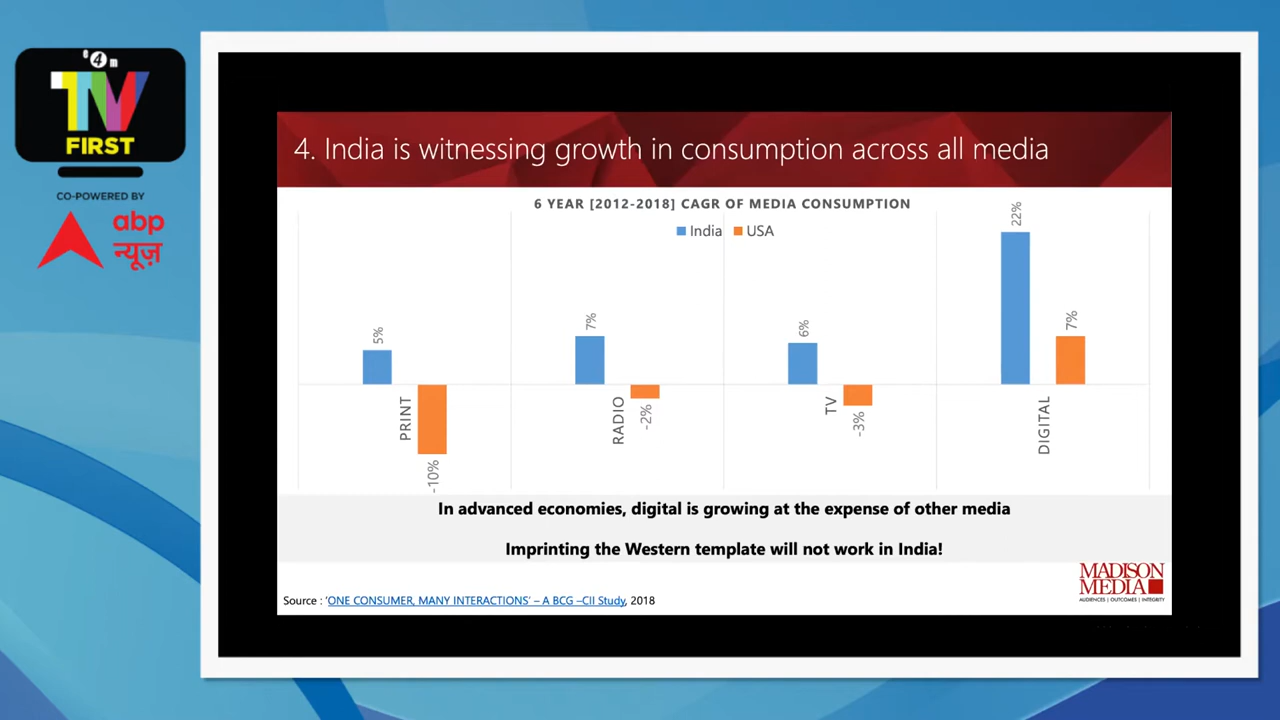 e4m
TV
FIRST
CO-POWERED BY
abp
न्यूज़
4. India is witnessing growth in consumption across all media
6 YEAR [2012-2018] CAGR OF MEDIA CONSUMPTION
India USA
5%
-10%
PRINT
7%
-2%
RADIO
6%
-3%
TV
22%
7%
DIGITAL
In advanced economies, digital is growing at the expense of other media
Imprinting the Western template will not work in India!
Source : ‘ONE CONSUMER, MANY INTERACTIONS’ – A BCG –CII Study, 2018
MADISON
MEDIA
AUDIENCES | OUTCOMES | INTEGRITY